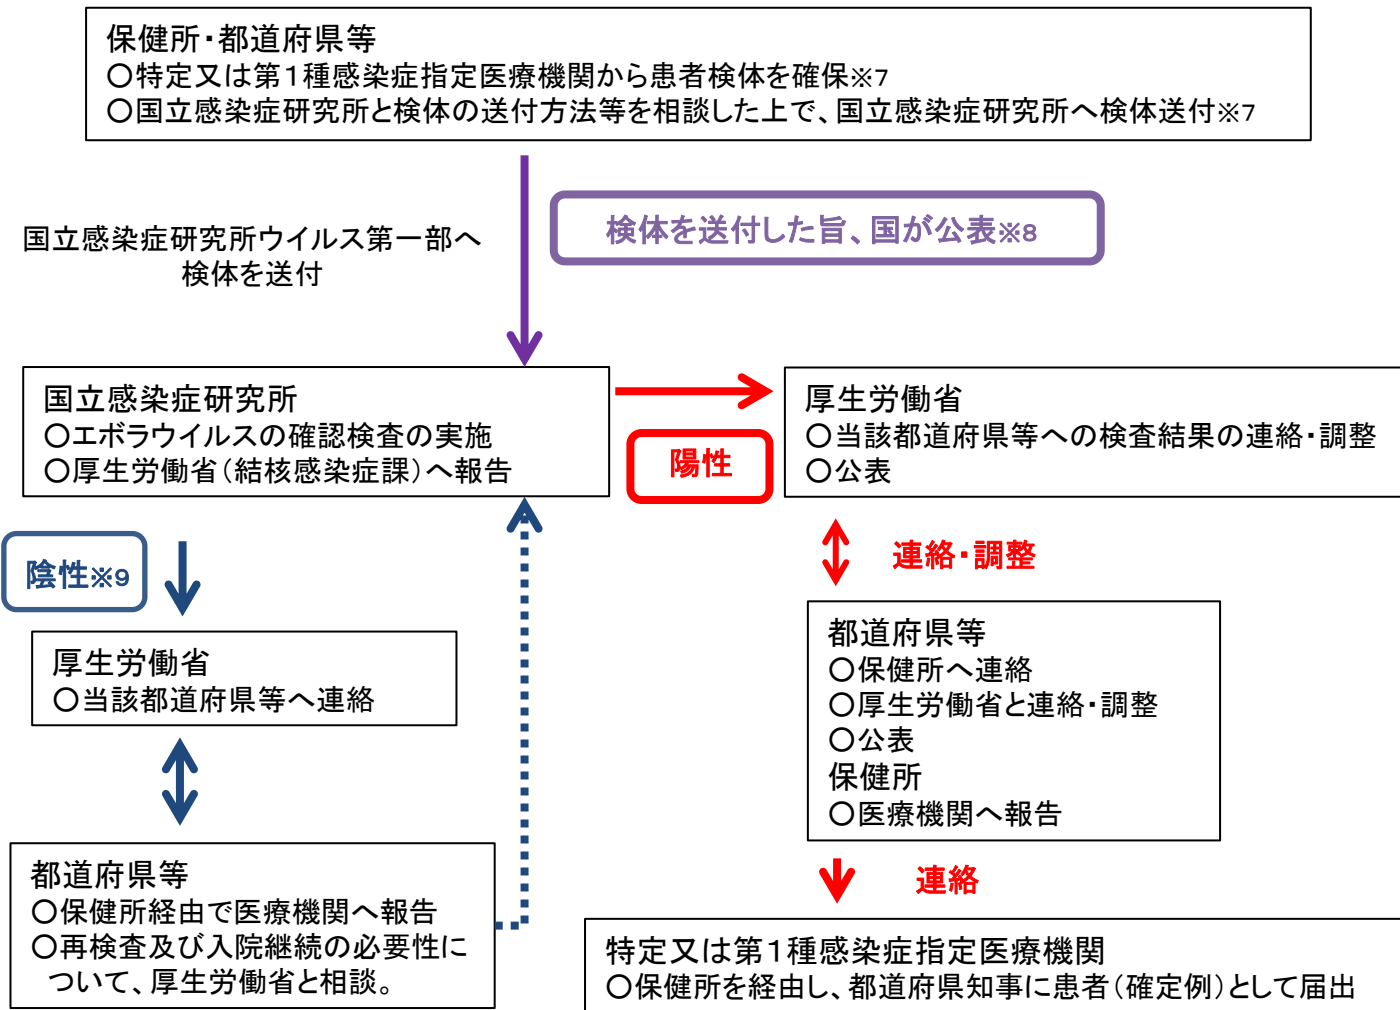 保健所・都道府県等
○特定又は第1種感染症指定医療機関から患者検体を確保※7
○国立感染症研究所と検体の送付方法等を相談した上で、国立感染症研究所へ検体送付※7
検体を送付した旨、国が公表※8
国立感染症研究所ウイルス第一部へ
検体を送付
国立感染症研究所
○エボラウイルスの確認検査の実施
○厚生労働省（結核感染症課）へ報告
陽性
厚生労働省
○当該都道府県等への検査結果の連絡・調整
○公表
陰性※9
連絡・調整
厚生労働省
○当該都道府県等へ連絡
都道府県等
○保健所へ連絡
○厚生労働省と連絡・調整
○公表
保健所
○医療機関へ報告
都道府県等
○保健所経由で医療機関へ報告
○再検査及び入院継続の必要性に
ついて、厚生労働省と相談。
連絡
特定又は第1種感染症指定医療機関
○保健所を経由し、都道府県知事に患者（確定例）として届出